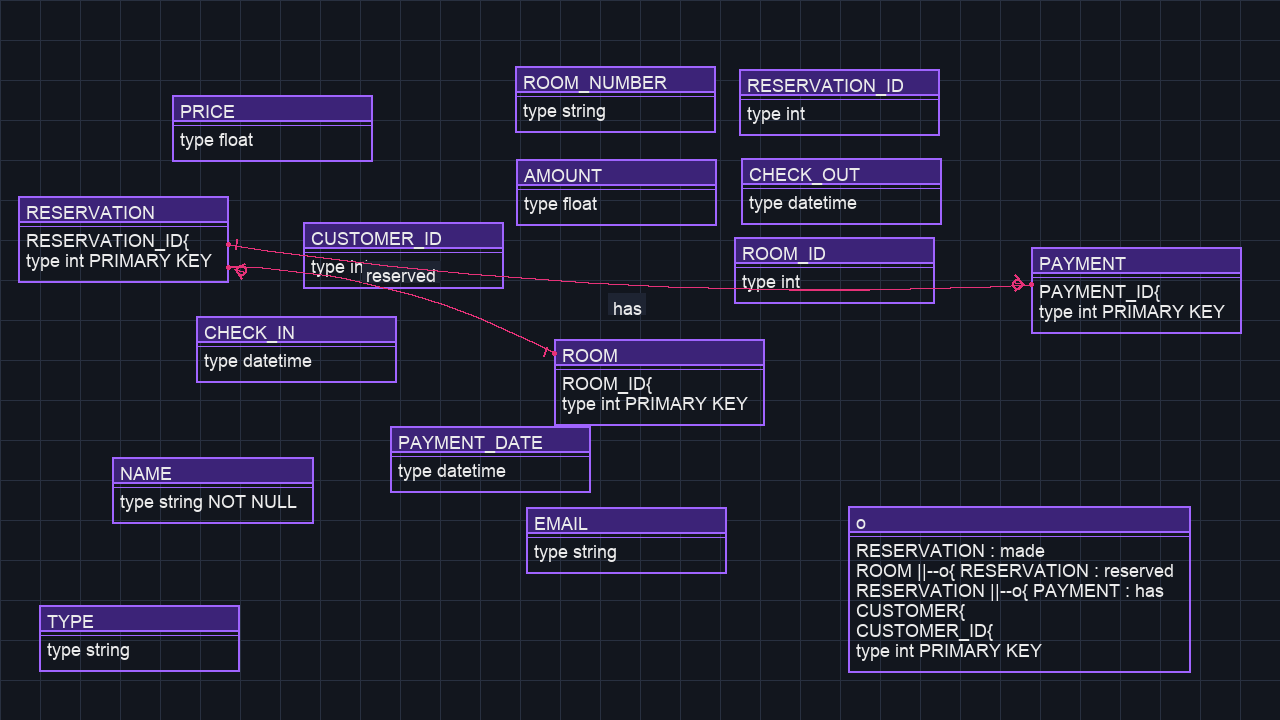 ROOM_NUMBER
type string
RESERVATION_ID
type int
PRICE
type float
AMOUNT
type float
CHECK_OUT
type datetime
RESERVATION
RESERVATION_ID{
type int PRIMARY KEY
CUSTOMER_ID
type in
reserved
ROOM_ID
type int
PAYMENT
PAYMENT_ID{
type int PRIMARY KEY
has
CHECK_IN
type datetime
ROOM
ROOM_ID{
type int PRIMARY KEY
PAYMENT_DATE
type datetime
NAME
type string NOT NULL
EMAIL
type string
o
RESERVATION : made
ROOM ||--o{ RESERVATION : reserved
RESERVATION ||--o{ PAYMENT : has
CUSTOMER{
CUSTOMER_ID{
type int PRIMARY KEY
TYPE
type string